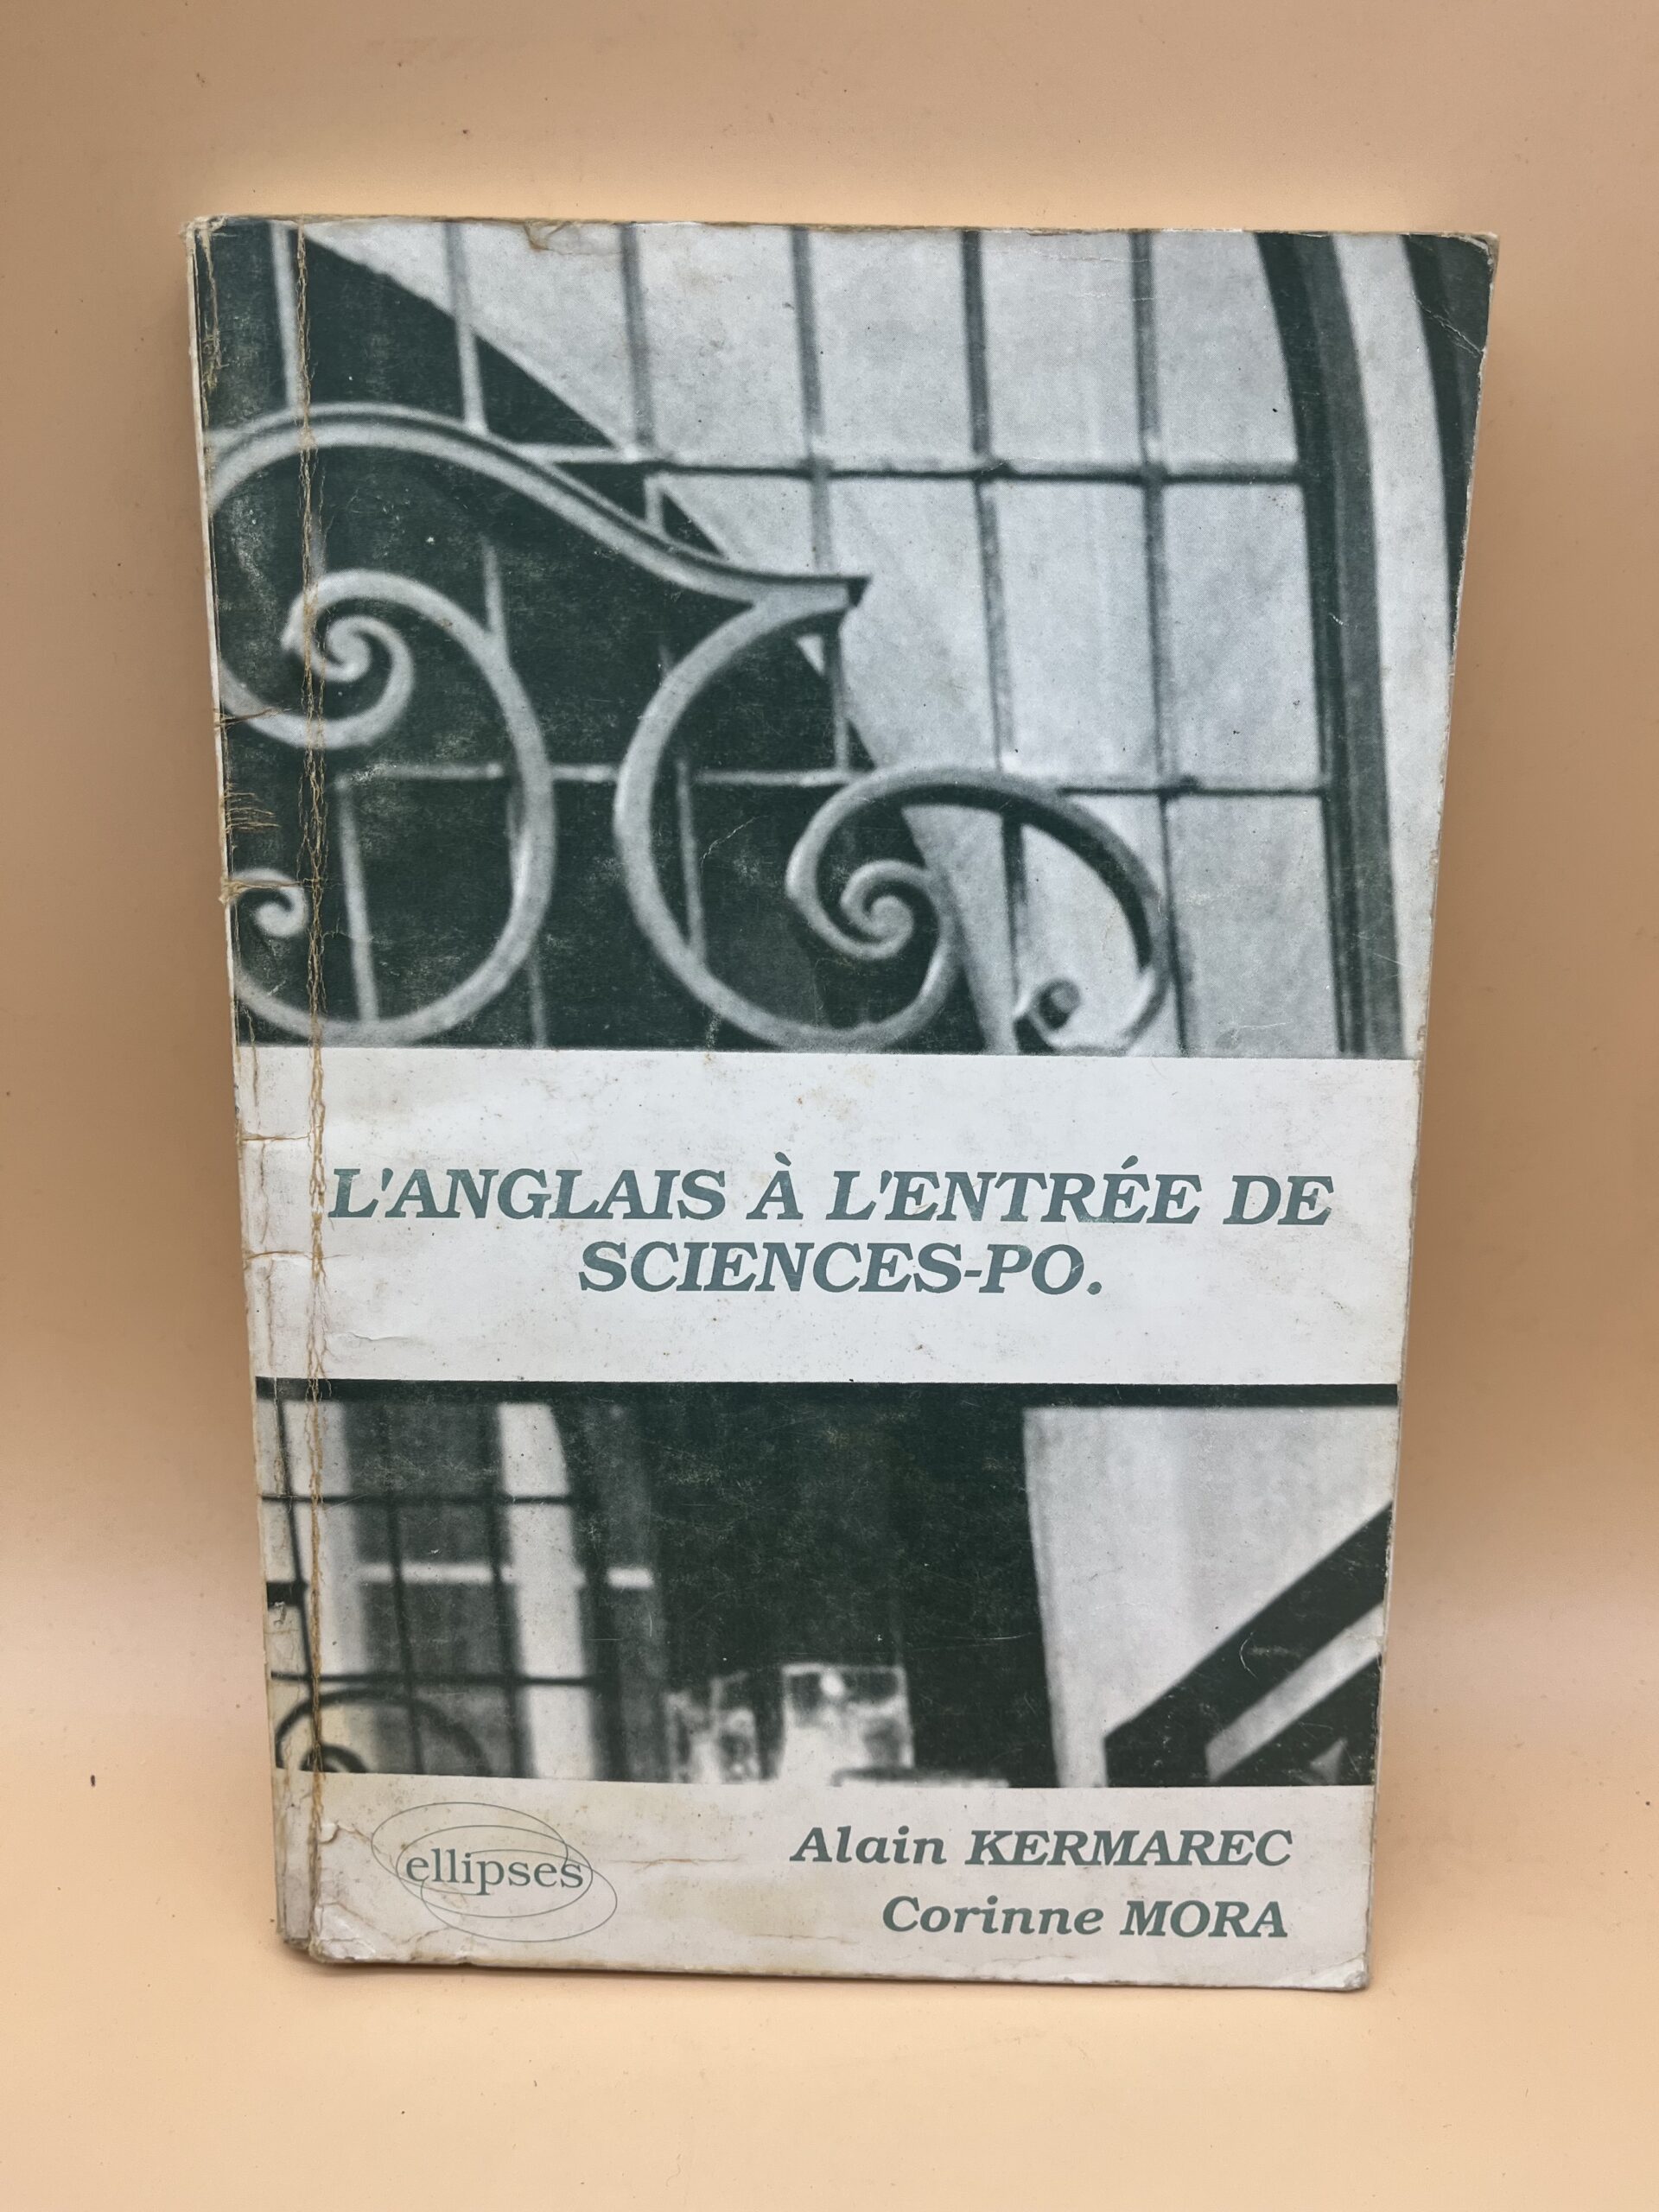 L'ANGLAIS À L'ENTRÉE DE
SCIENCES-PO.
ellipses
Alain KERMAREC
Corinne MORA